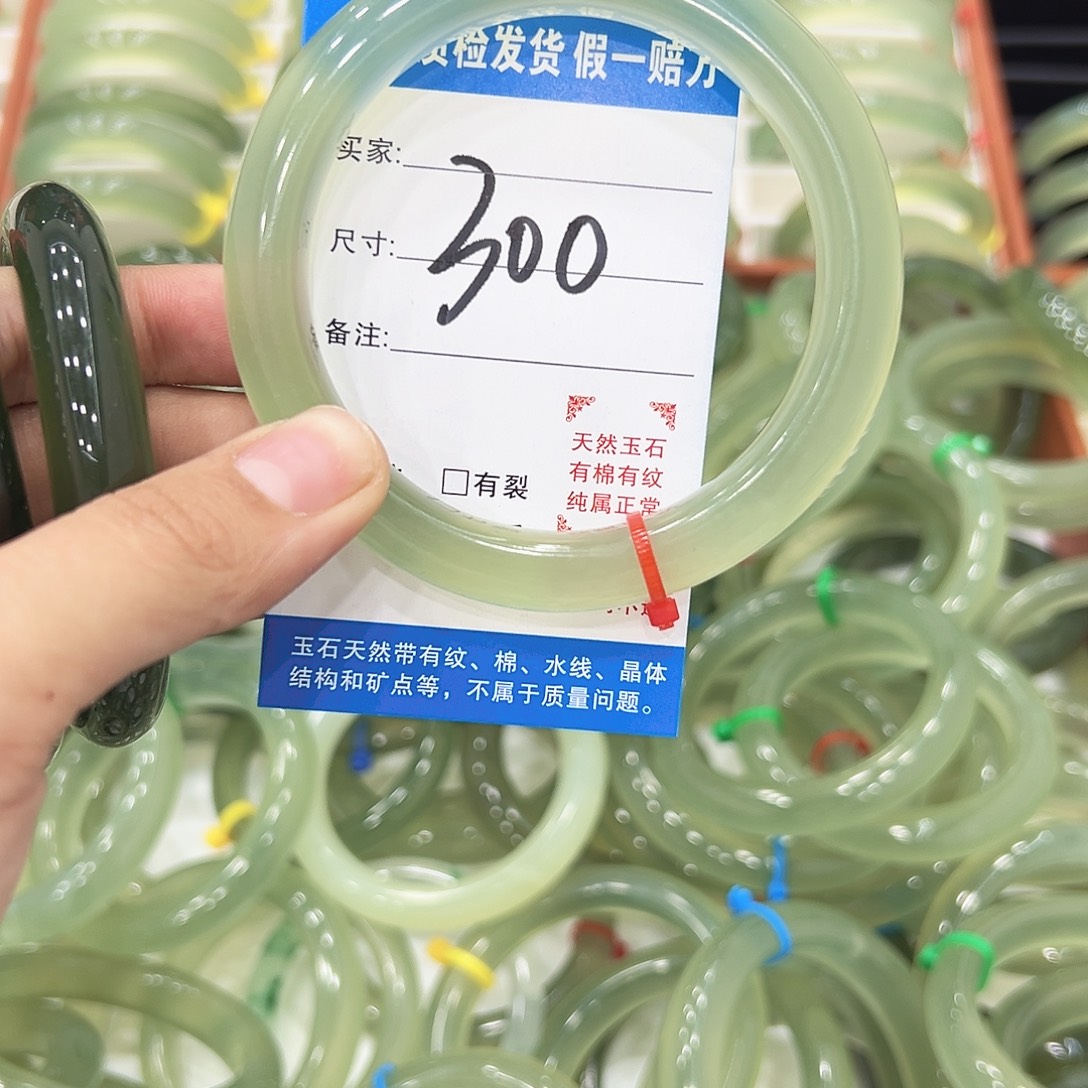 质检发货 假一赔万
买家:
尺寸:
300
备注:
□有裂
天然玉石
有棉有纹
纯属正常
玉石天然带有纹、棉、水线、晶体
结构和矿点等，不属于质量问题。